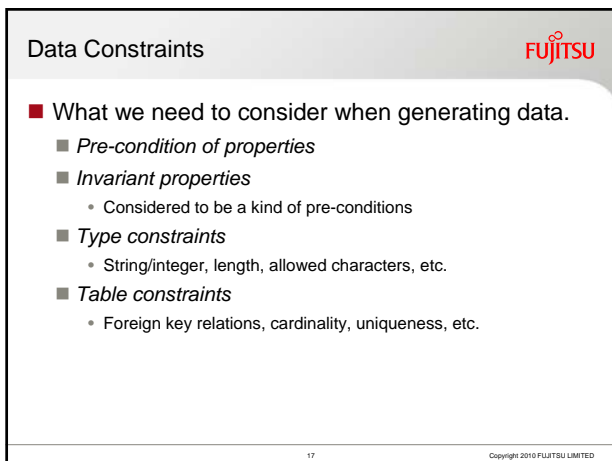 Data Constraints
FUJITSU
What we need to consider when generating data.
Pre-condition of properties
Invariant properties
• Considered to be a kind of pre-conditions
Type constraints
• String/integer, length, allowed characters, etc.
Table constraints
• Foreign key relations, cardinality, uniqueness, etc.
17
Copyright 2010 FUJITSU LIMITED